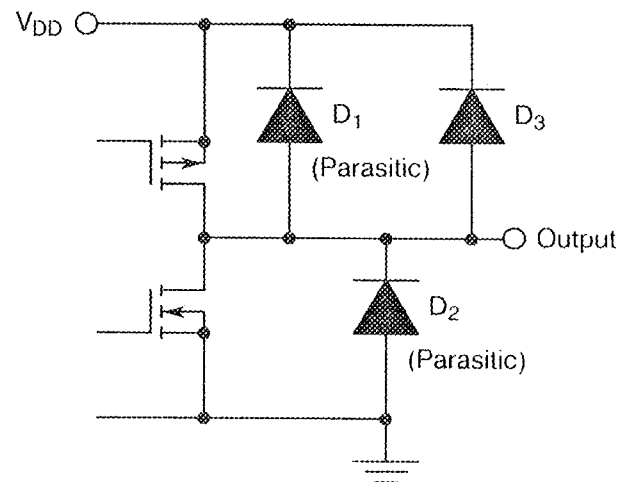 VDD
D1
(Parasitic)
D3
Output
D2
(Parasitic)